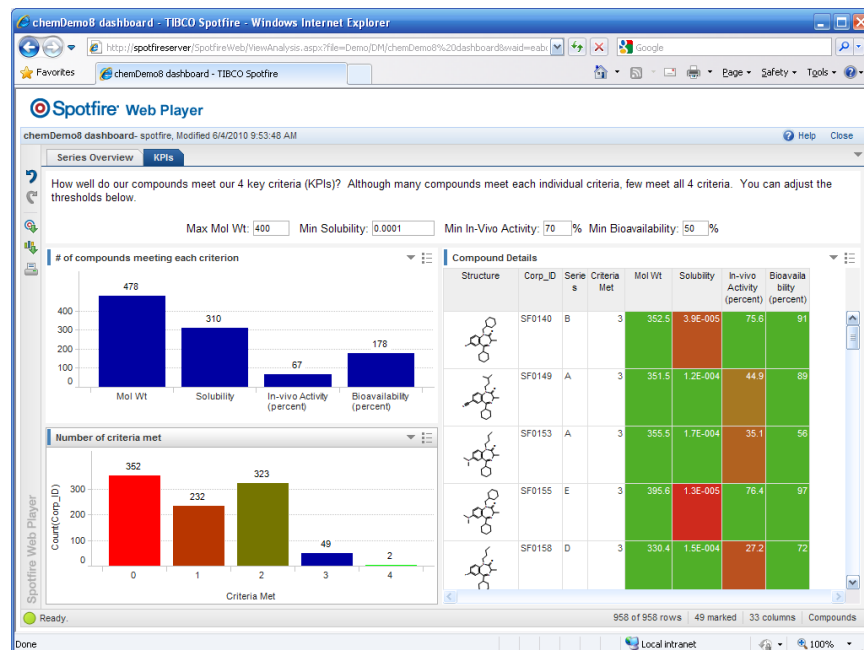 chemDemo8 dashboard - TIBCO Spotfire - Windows Internet Explorer
http://spotfireserver/SpotfireWeb/ViewAnalysis.aspx?file=Demo/DM/chemDemo8%20dashboard&waid=eab
Google
Favorites
chemDemo8 dashboard - TIBCO Spotfire
Page
Safety
Tools
Spotfire Web Player
chemDemo8 dashboard- spotfire, Modified 6/4/2010 9:53:48 AM
Help
Close
Series Overview
KPIs
How well do our compounds meet our 4 key criteria (KPIs)? Although many compounds meet each individual criteria, few meet all 4 criteria. You can adjust the
thresholds below.
Max Mol Wt: 400 Min Solubility: 0.0001 Min In-Vivo Activity: 70 % Min Bioavailability: 50 %
# of compounds meeting each criterion
478
310
67
178
400
300
200
100
0
Mol Wt
Solubility
In-vivo Activity
(percent)
Bioavailability
(percent)
Number of criteria met
352
232
323
49
2
300
200
100
0
Count(Corp_ID)
0
1
2
3
4
Criteria Met
Compound Details
Structure
Corp_ID
Serie
s
Criteria
Met
Mol Wt
Solubility
In-vivo
Activity
(percent)
Bioavaila
bility
(percent)
SF0140 B 3 352.5 3.9E-005 75.6 91
SF0149 A 3 351.5 1.2E-004 44.9 89
SF0153 A 3 355.5 1.7E-004 35.1 56
SF0155 E 3 395.6 1.3E-005 76.4 97
SF0158 D 3 330.4 1.5E-004 27.2 72
Spotfire Web Player
Ready.
958 of 958 rows
49 marked
33 columns
Compounds
Done
Local intranet
100%